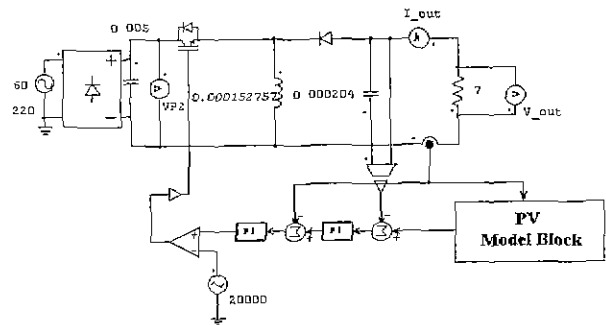 I_out
0.005
60
220
VP2
0.000152757
0.000204
7
V_out
PI
PI
PV
Model Block
20000